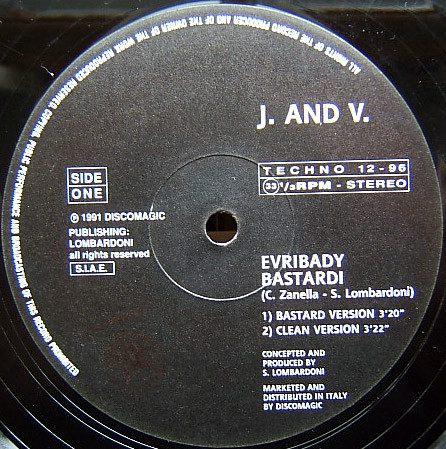 ALL RIGHTS OF THE RECORD PRODUCER AND OF THE OWNER OF THE WORK REPRODUCED RESERVED COPYING, PUBLIC PERFORMANCE AND BROADCASTING OF THIS RECORD PROHIBITED
J. AND V.
SIDE
ONE
TECHNO 12-96
33 1/3RPM - STEREO
℗ 1991 DISCOMAGIC
PUBLISHING:
LOMBARDONI
all rights reserved
S.I.A.E.
EVRIBADY
BASTARDI
(C. Zanella - S. Lombardoni)
1) BASTARD VERSION 3'20"
2) CLEAN VERSION 3'22"
CONCEPTED AND
PRODUCED BY
S. LOMBARDONI
MARKETED AND
DISTRIBUTED IN ITALY
BY DISCOMAGIC